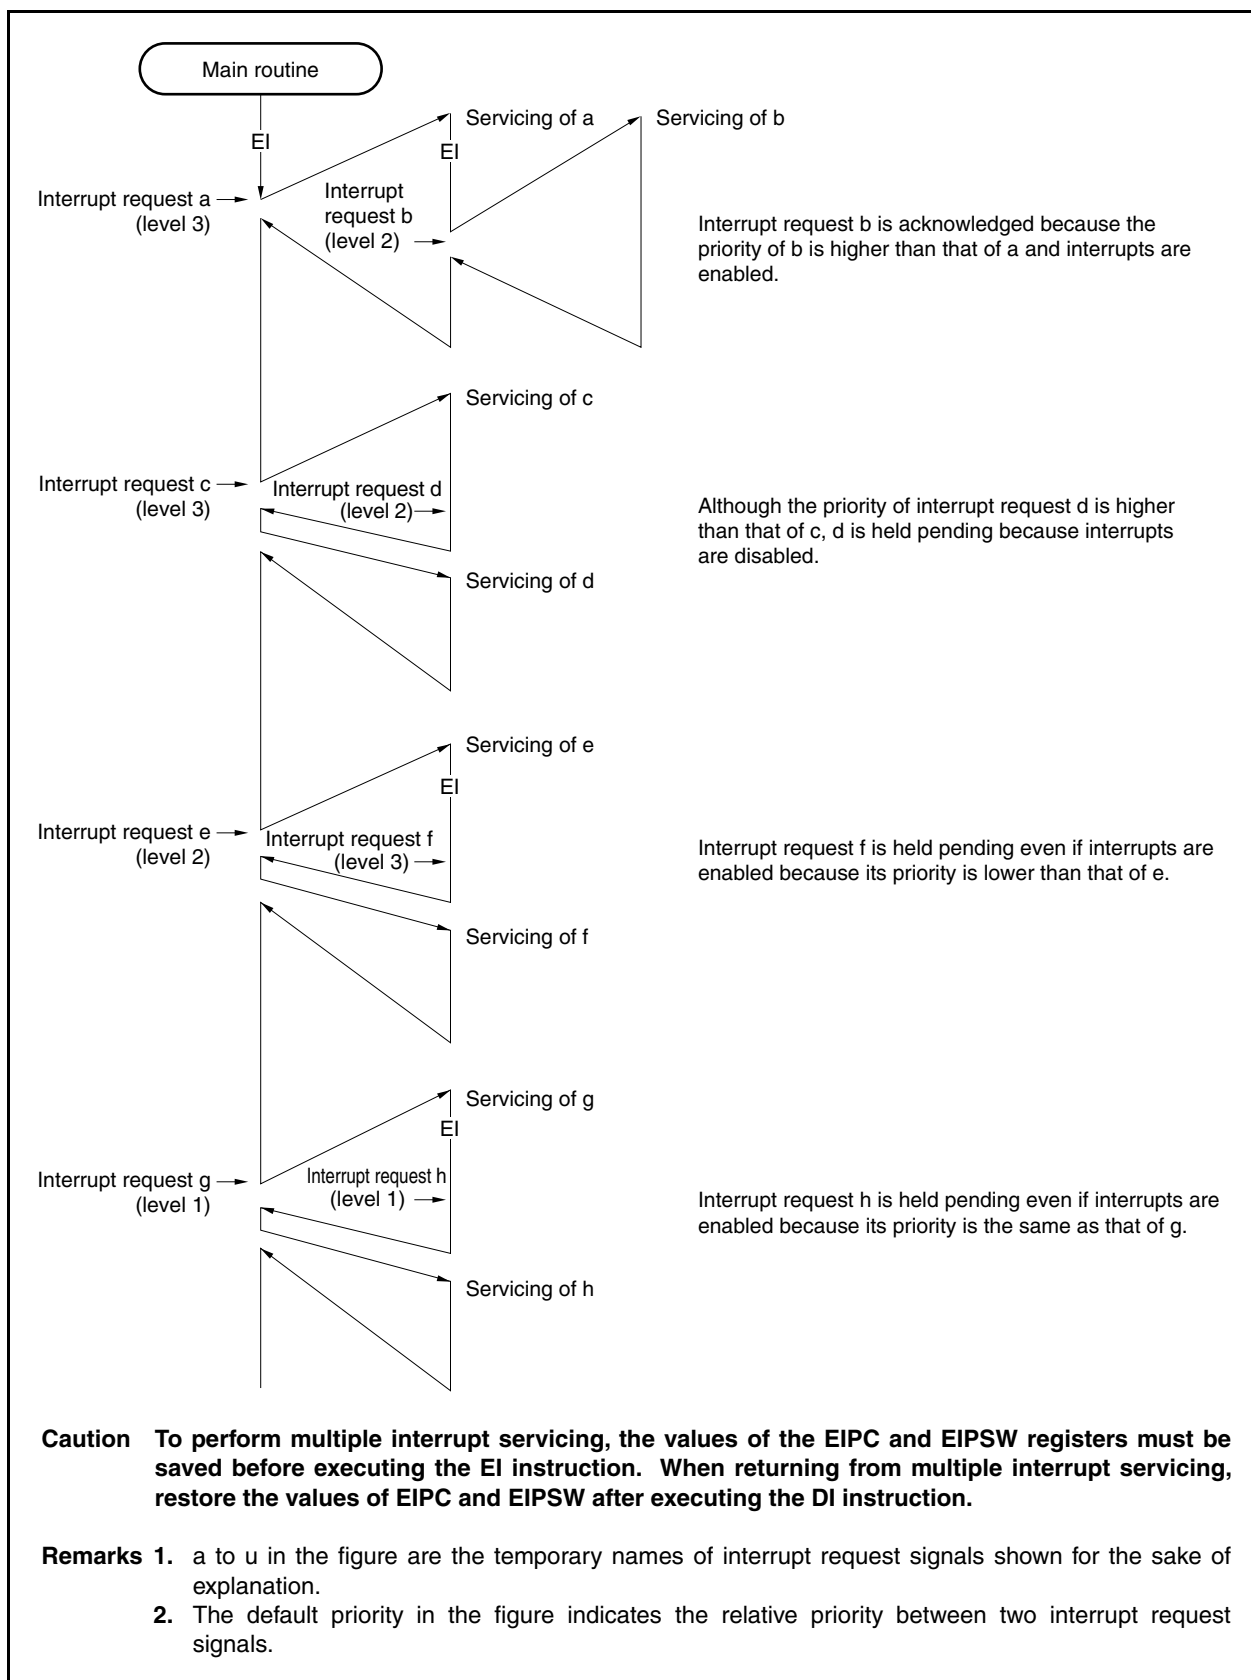 Main routine
EI
Servicing of a
Servicing of b
EI
Interrupt request a
(level 3)
Interrupt
request b
(level 2)
Interrupt request b is acknowledged because the
priority of b is higher than that of a and interrupts are
enabled.
Servicing of c
Interrupt request c
(level 3)
Interrupt request d
(level 2)
Although the priority of interrupt request d is higher
than that of c, d is held pending because interrupts
are disabled.
Servicing of d
Servicing of e
EI
Interrupt request e
(level 2)
Interrupt request f
(level 3)
Interrupt request f is held pending even if interrupts are
enabled because its priority is lower than that of e.
Servicing of f
Servicing of g
EI
Interrupt request g
(level 1)
Interrupt request h
(level 1)
Interrupt request h is held pending even if interrupts are
enabled because its priority is the same as that of g.
Servicing of h
Caution To perform multiple interrupt servicing, the values of the EIPC and EIPSW registers must be
saved before executing the EI instruction. When returning from multiple interrupt servicing,
restore the values of EIPC and EIPSW after executing the DI instruction.
Remarks 1. a to u in the figure are the temporary names of interrupt request signals shown for the sake of
explanation.
2. The default priority in the figure indicates the relative priority between two interrupt request
signals.